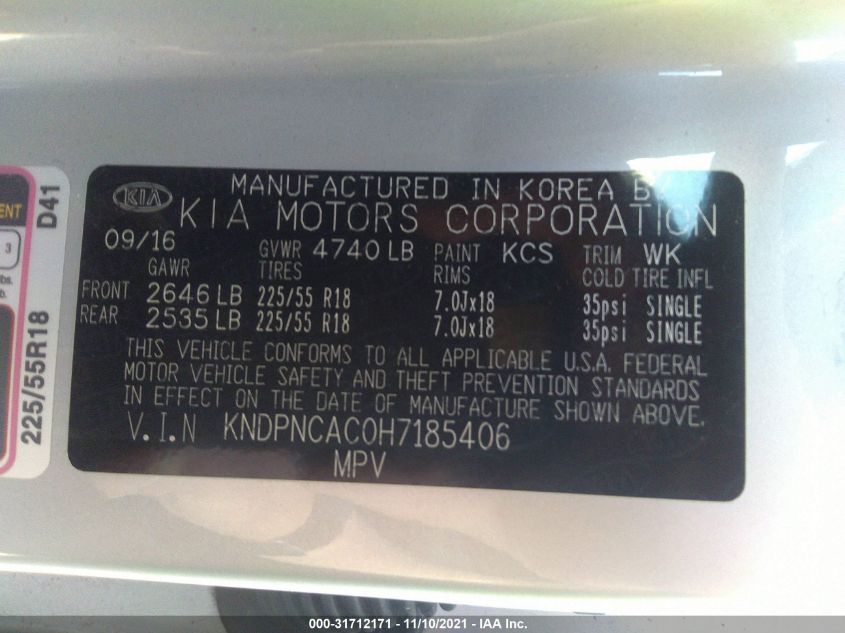 MANUFACTURED IN KOREA
KIA KIA MOTORS CORPORATION
09/16 GVWR 4740 LB PAINT KCS TRIM WK
GAWR TIRES RIMS COLD TIRE INFL
FRONT 2646 LB 225/55 R18 7.0Jx18 35psi SINGLE
REAR 2535 LB 225/55 R18 7.0Jx18 35psi SINGLE
THIS VEHICLE CONFORMS TO ALL APPLICABLE U.S.A. FEDERAL
MOTOR VEHICLE SAFETY AND THEFT PREVENTION STANDARDS
IN EFFECT ON THE DATE OF MANUFACTURE SHOWN ABOVE.
V.I.N KNDPNCAC0H7185406
MPV
D41
225/55R18
3
000-31712171 - 11/10/2021 - IAA Inc.